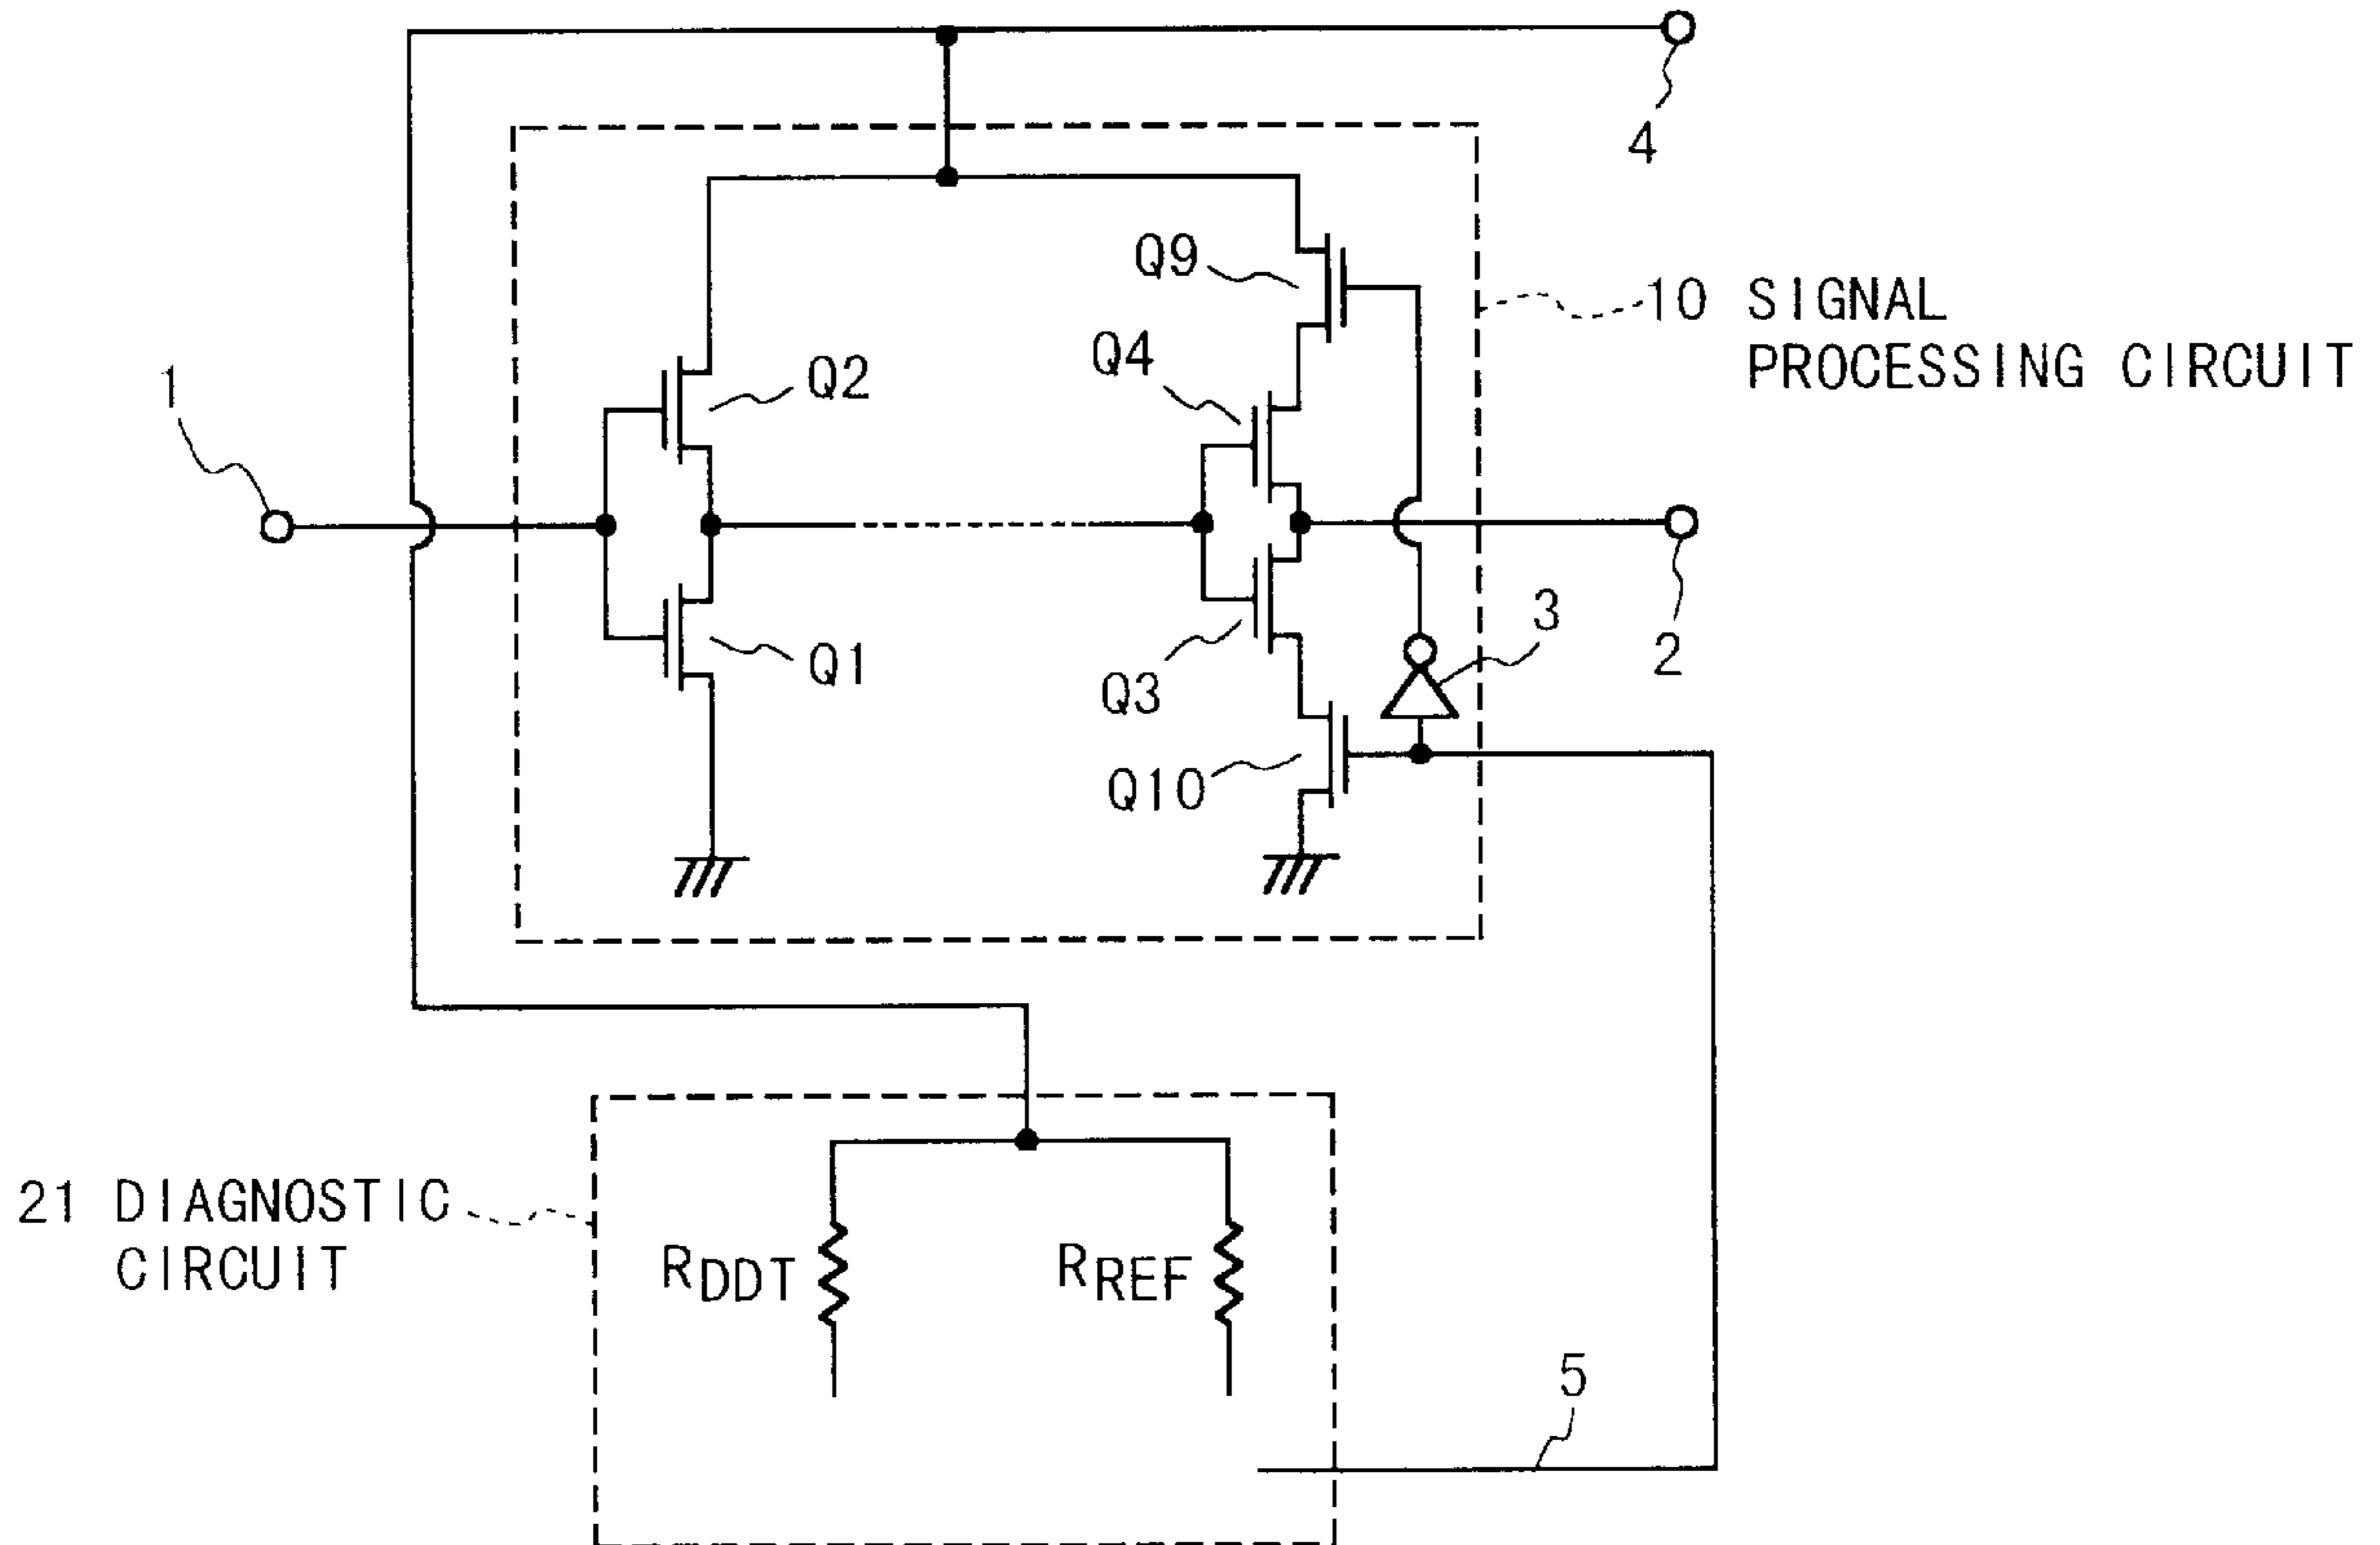 4
Q9
10 SIGNAL
PROCESSING CIRCUIT
Q4
Q2
1
3
2
Q1
Q3
Q10
21 DIAGNOSTIC
CIRCUIT
RDDT
RREF
5